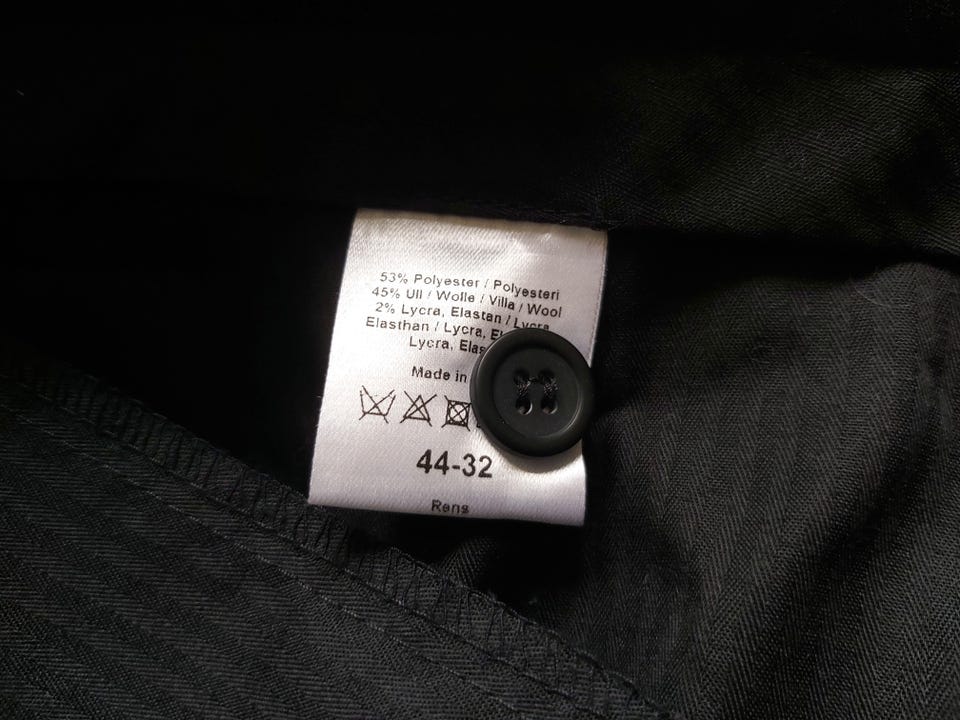 53% Polyester / Polyesteri
45% Ull / Wolle / Villa / Wool
2% Lycra, Elastan / Lycra
Elasthan / Lycra,
Lycra,
Made in
44-32
Rens